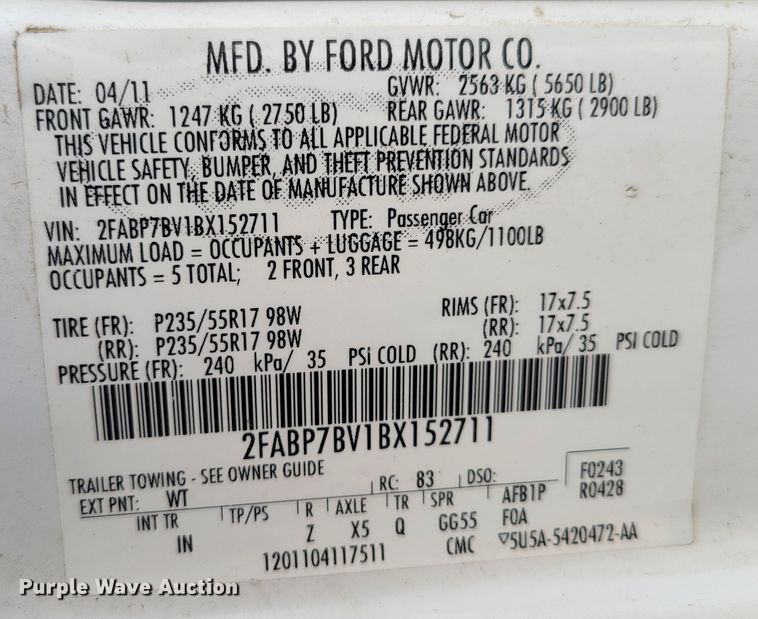 MFD. BY FORD MOTOR CO.
DATE: 04/11 GVWR: 2563 KG ( 5650 LB)
FRONT GAWR: 1247 KG ( 2750 LB) REAR GAWR: 1315 KG ( 2900 LB)
THIS VEHICLE CONFORMS TO ALL APPLICABLE FEDERAL MOTOR
VEHICLE SAFETY, BUMPER, AND THEFT PREVENTION STANDARDS
IN EFFECT ON THE DATE OF MANUFACTURE SHOWN ABOVE.
VIN: 2FABP7BV1BX152711 TYPE: Passenger Car
MAXIMUM LOAD = OCCUPANTS + LUGGAGE = 498KG/1100LB
OCCUPANTS = 5 TOTAL; 2 FRONT, 3 REAR
TIRE (FR): P235/55R17 98W RIMS (FR): 17x7.5
(RR): P235/55R17 98W (RR): 17x7.5
PRESSURE (FR): 240 kPa/ 35 PSi COLD (RR): 240 kPa/ 35 PSI COLD
2FABP7BV1BX152711
TRAILER TOWING - SEE OWNER GUIDE
EXT PNT: WT RC: 83 DSO: F0243
R0428
INT TR TP/PS R AXLE TR SPR AFB1P
IN Z X5 Q GG55 F0A
1201104117511 CMC ▽5U5A-5420472-AA
Purple Wave Auction